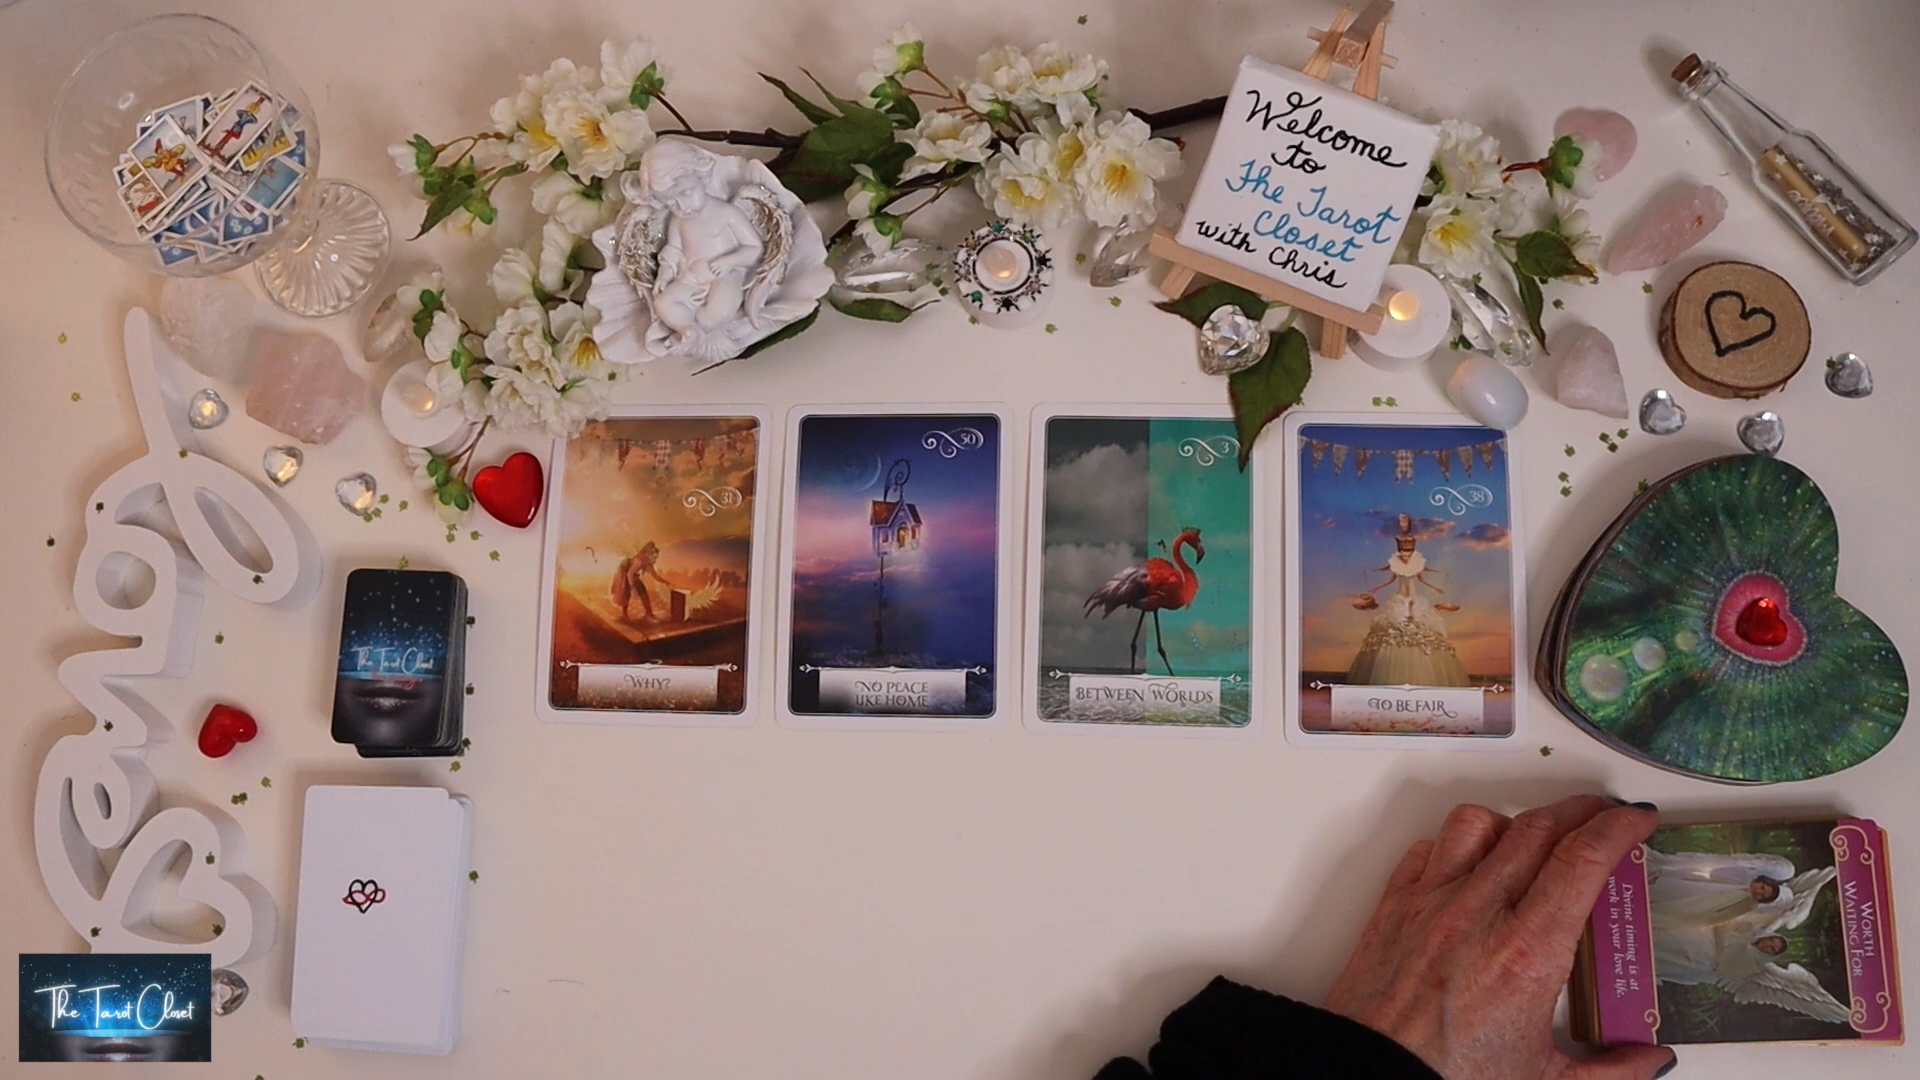 Welcome
to
The Tarot
Closet
with Chris
31
WHY?
50
NO PLACE
LIKE HOME
3
BETWEEN WORLDS
38
TO BE FAIR
The Tarot Closet
WORTH
WAITING FOR
Divine timing is at
work in your love life.
The Tarot Closet